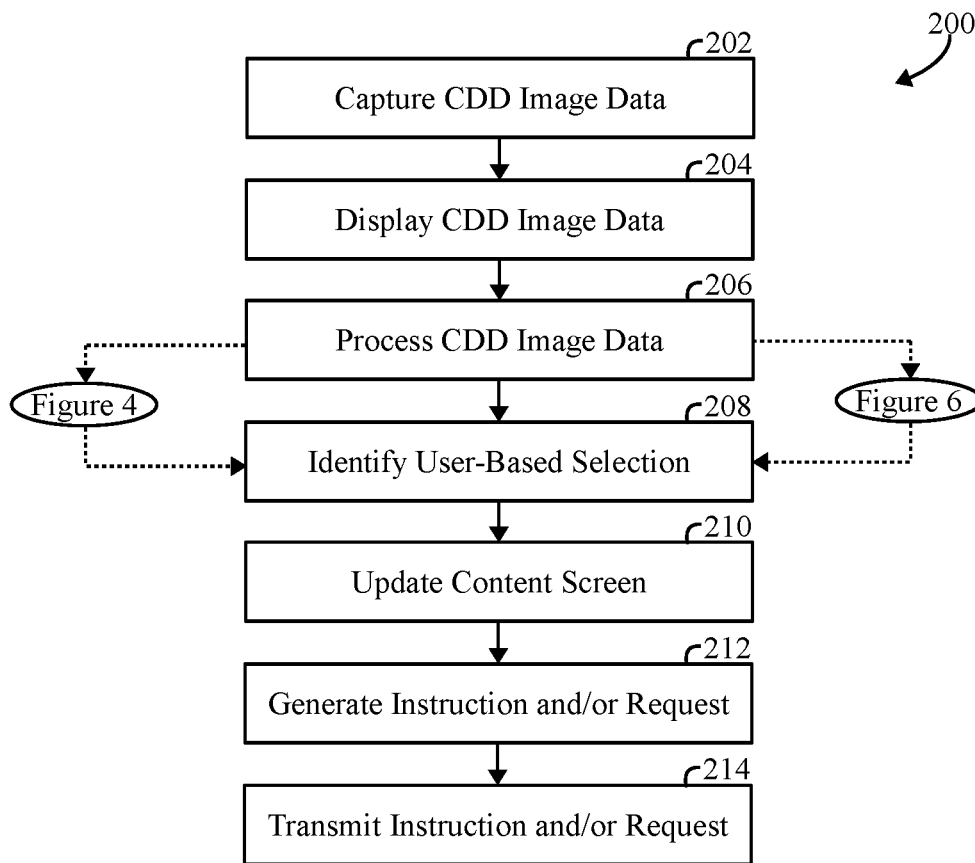 200
202
Capture CDD Image Data
204
Display CDD Image Data
206
Process CDD Image Data
Figure 4
Figure 6
208
Identify User-Based Selection
210
Update Content Screen
212
Generate Instruction and/or Request
214
Transmit Instruction and/or Request